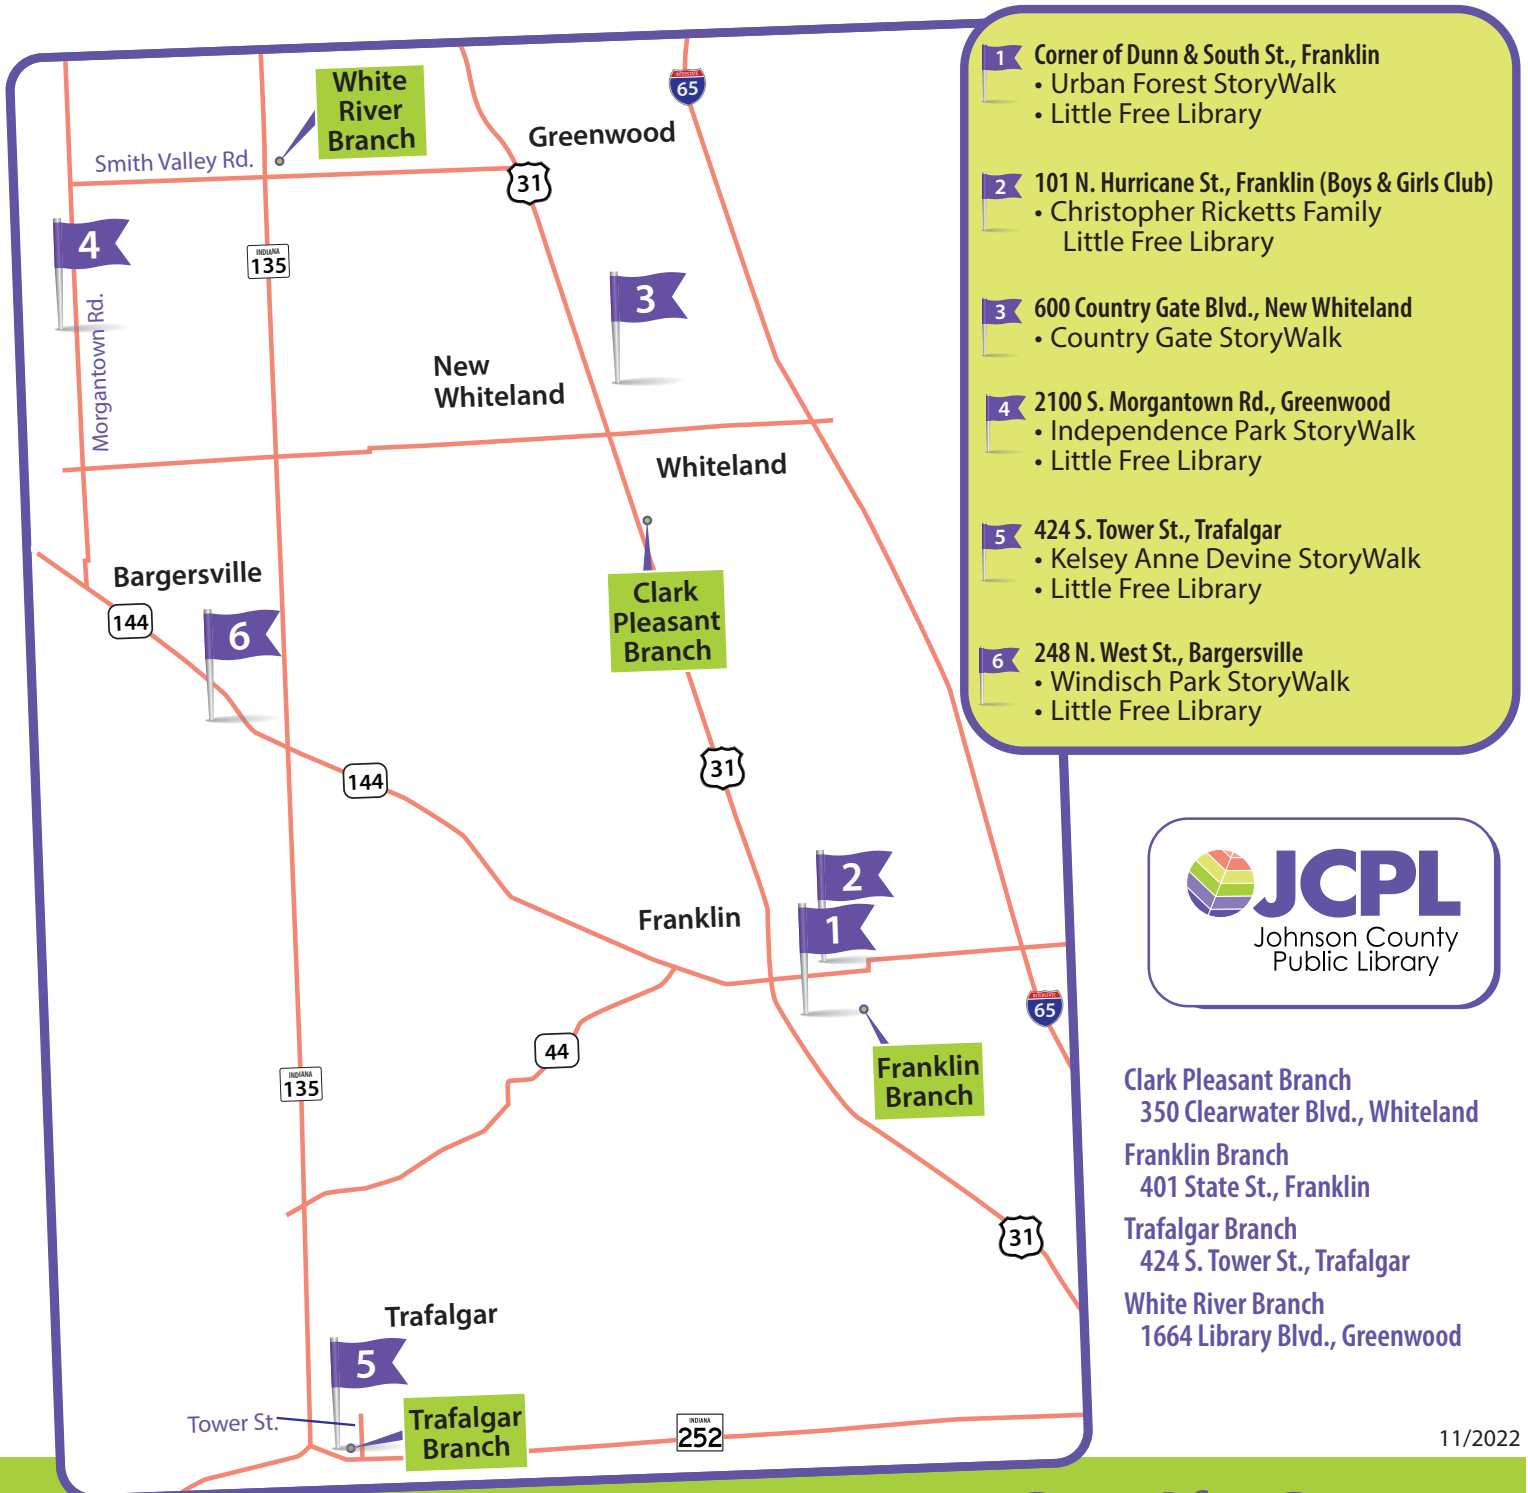 White
River
Branch
Smith Valley Rd.
Greenwood
INTERSTATE
65
31
4
INDIANA
135
3
Morgantown Rd.
New
Whiteland
Whiteland
Bargersville
144
6
Clark
Pleasant
Branch
31
144
2
Franklin
1
INTERSTATE
65
44
Franklin
Branch
INDIANA
135
31
Trafalgar
5
Tower St.
Trafalgar
Branch
INDIANA
252
1 Corner of Dunn & South St., Franklin
• Urban Forest StoryWalk
• Little Free Library
2 101 N. Hurricane St., Franklin (Boys & Girls Club)
• Christopher Ricketts Family
Little Free Library
3 600 Country Gate Blvd., New Whiteland
• Country Gate StoryWalk
4 2100 S. Morgantown Rd., Greenwood
• Independence Park StoryWalk
• Little Free Library
5 424 S. Tower St., Trafalgar
• Kelsey Anne Devine StoryWalk
• Little Free Library
6 248 N. West St., Bargersville
• Windisch Park StoryWalk
• Little Free Library
JCPL
Johnson County
Public Library
Clark Pleasant Branch
350 Clearwater Blvd., Whiteland
Franklin Branch
401 State St., Franklin
Trafalgar Branch
424 S. Tower St., Trafalgar
White River Branch
1664 Library Blvd., Greenwood
11/2022